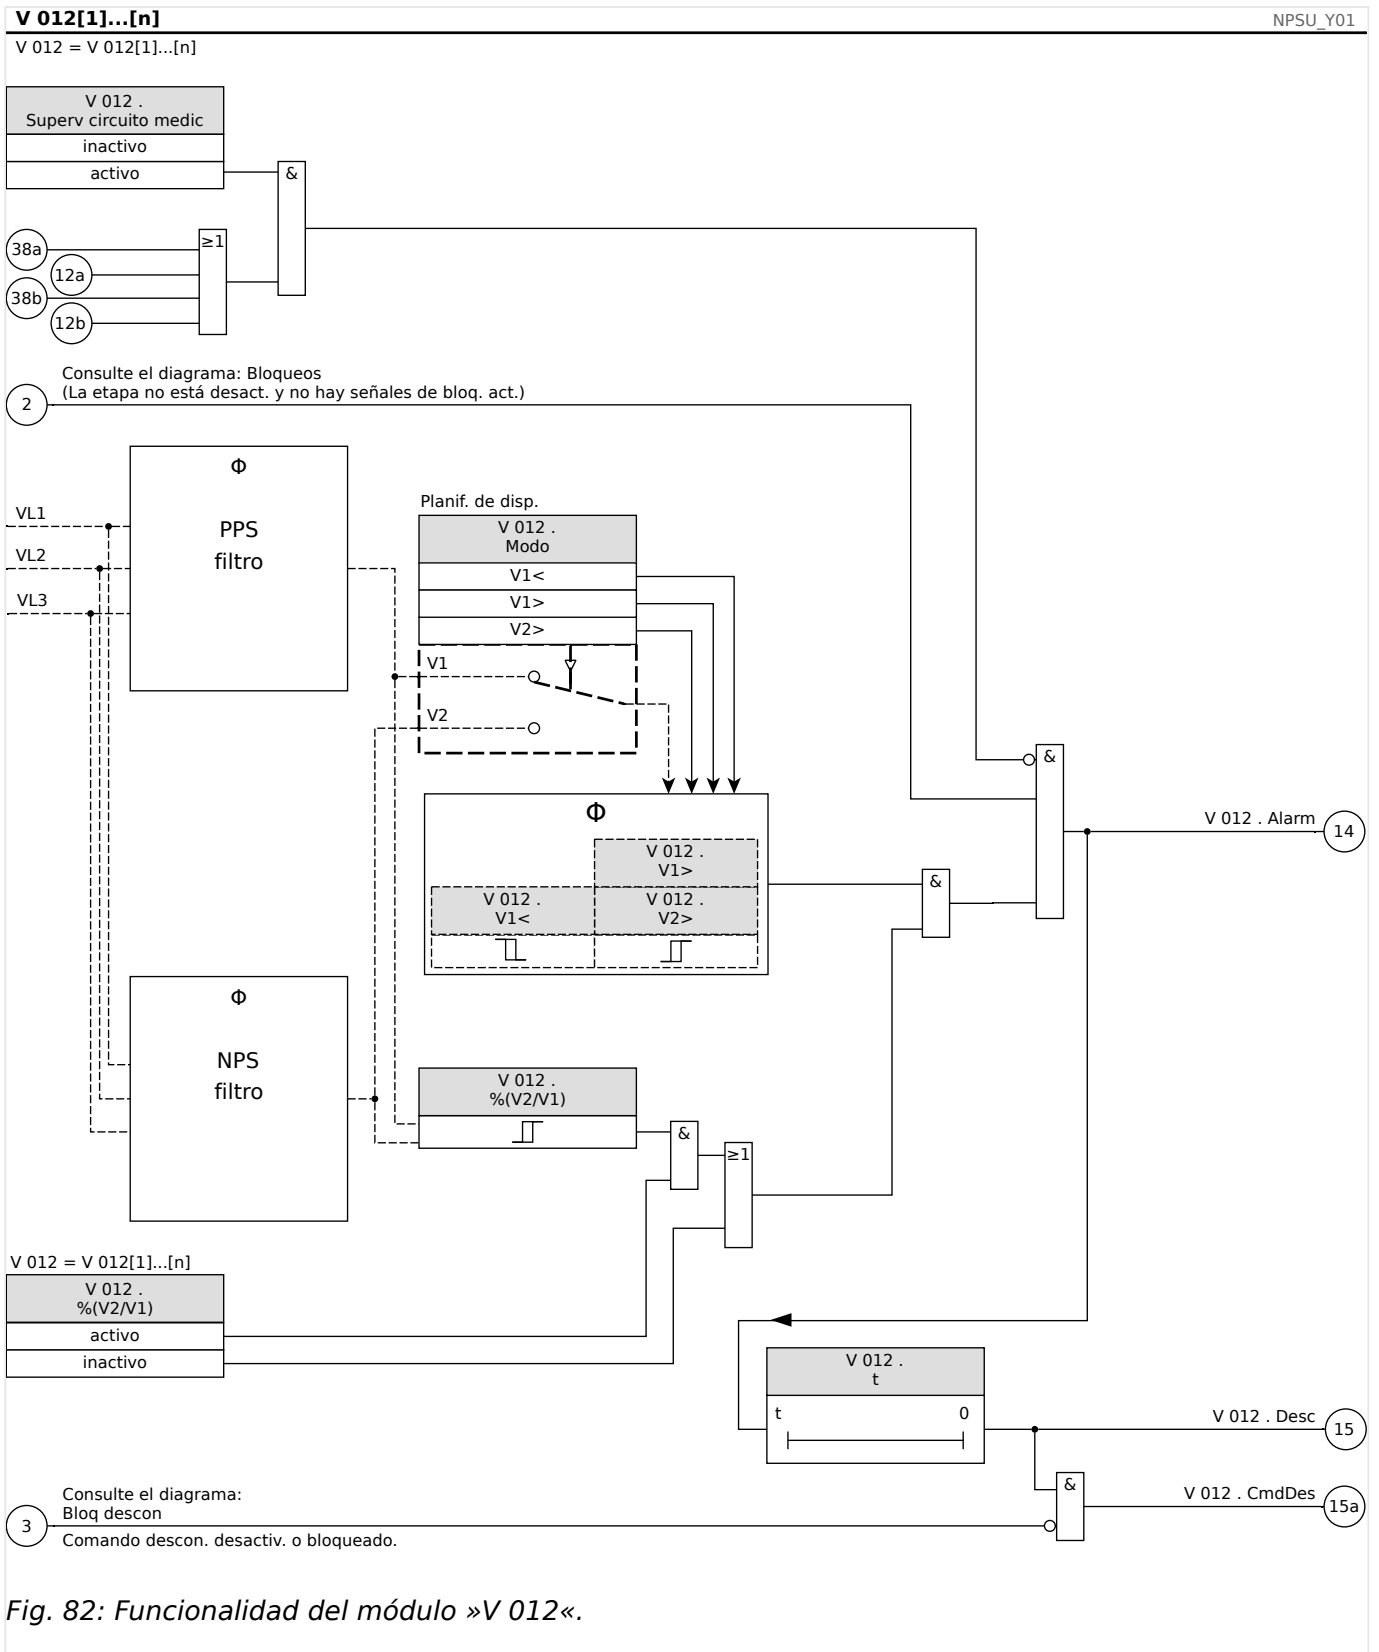 V 012[1]...[n]
NPSU_Y01
V 012 = V 012[1]...[n]
V 012 .
Superv circuito medic
inactivo
activo
&
38a
12a
38b
12b
≥1
Consulte el diagrama: Bloqueos
(La etapa no está desact. y no hay señales de bloq. act.)
2
Φ
PPS
filtro
VL1
VL2
VL3
Planif. de disp.
V 012 .
Modo
V1<
V1>
V2>
V1
V2
&
V 012 . Alarm
14
Φ
V 012 .
V1>
V 012 .
V1<
V 012 .
V2>
&
Φ
NPS
filtro
V 012 .
%(V2/V1)
&
≥1
V 012 = V 012[1]...[n]
V 012 .
%(V2/V1)
activo
inactivo
V 012 .
t
t
0
V 012 . Desc
15
&
V 012 . CmdDes
15a
Consulte el diagrama:
Bloq descon
3
Comando descon. desactiv. o bloqueado.
Fig. 82: Funcionalidad del módulo »V 012«.